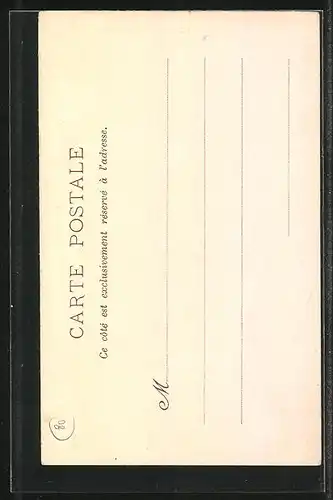 CARTE POSTALE
Ce côté est exclusivement réservé à l'adresse.
M
80